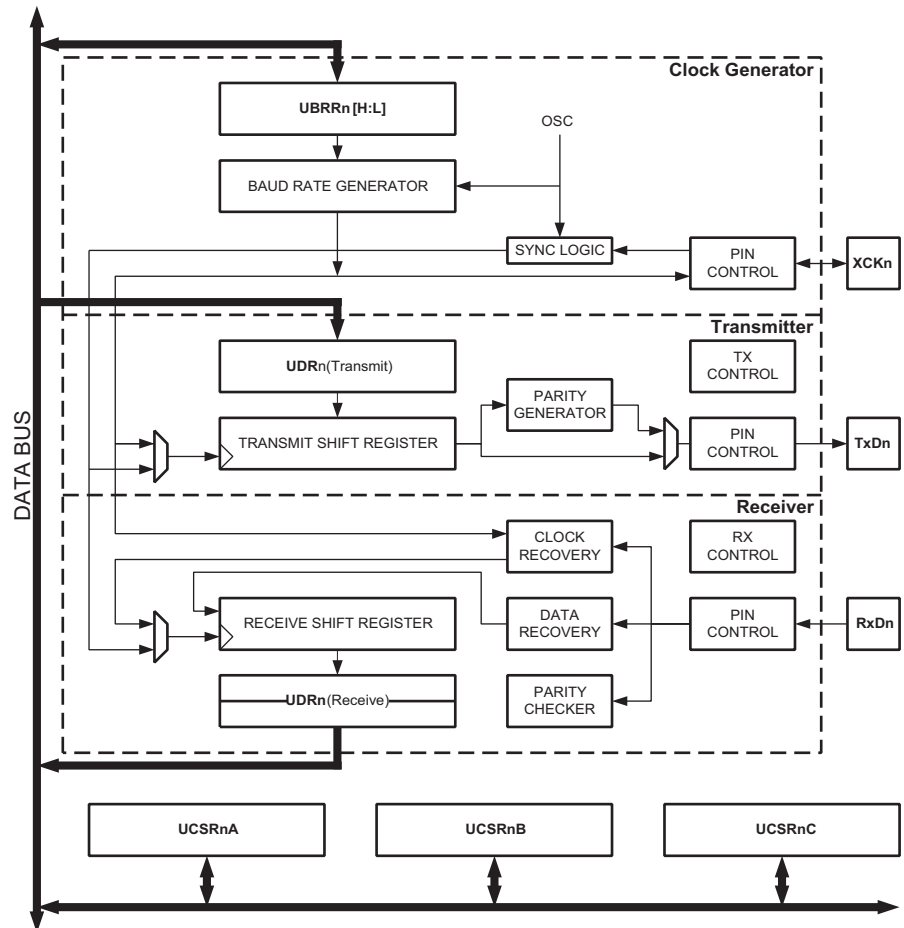 Clock Generator
UBRRn [H:L]
OSC
BAUD RATE GENERATOR
SYNC LOGIC
PIN
CONTROL
XCKn
DATA BUS
Transmitter
UDRn(Transmit)
TX
CONTROL
PARITY
GENERATOR
TRANSMIT SHIFT REGISTER
PIN
CONTROL
TxDn
Receiver
CLOCK
RECOVERY
RX
CONTROL
RECEIVE SHIFT REGISTER
DATA
RECOVERY
PIN
CONTROL
RxDn
UDRn(Receive)
PARITY
CHECKER
UCSRnA
UCSRnB
UCSRnC